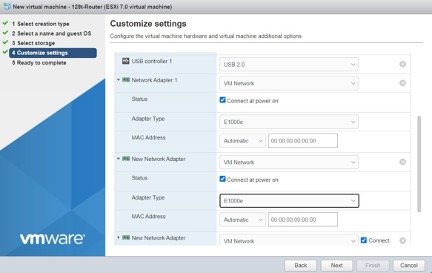 New virtual machine - 128t-Router (ESXi 7.0 virtual machine)
1 Select creation type
2 Select a name and guest OS
3 Select storage
4 Customize settings
5 Ready to complete
vmware
Customize settings
Configure the virtual machine hardware and virtual machine additional options
USB controller 1 USB 2.0
Network Adapter 1 VM Network
Status Connect at power on
Adapter Type E1000e
MAC Address Automatic 00:00:00:00:00:00
New Network Adapter VM Network
Status Connect at power on
Adapter Type E1000e
MAC Address Automatic 00:00:00:00:00:00
New Network Adapter VM Network Connect
Back Next Finish Cancel